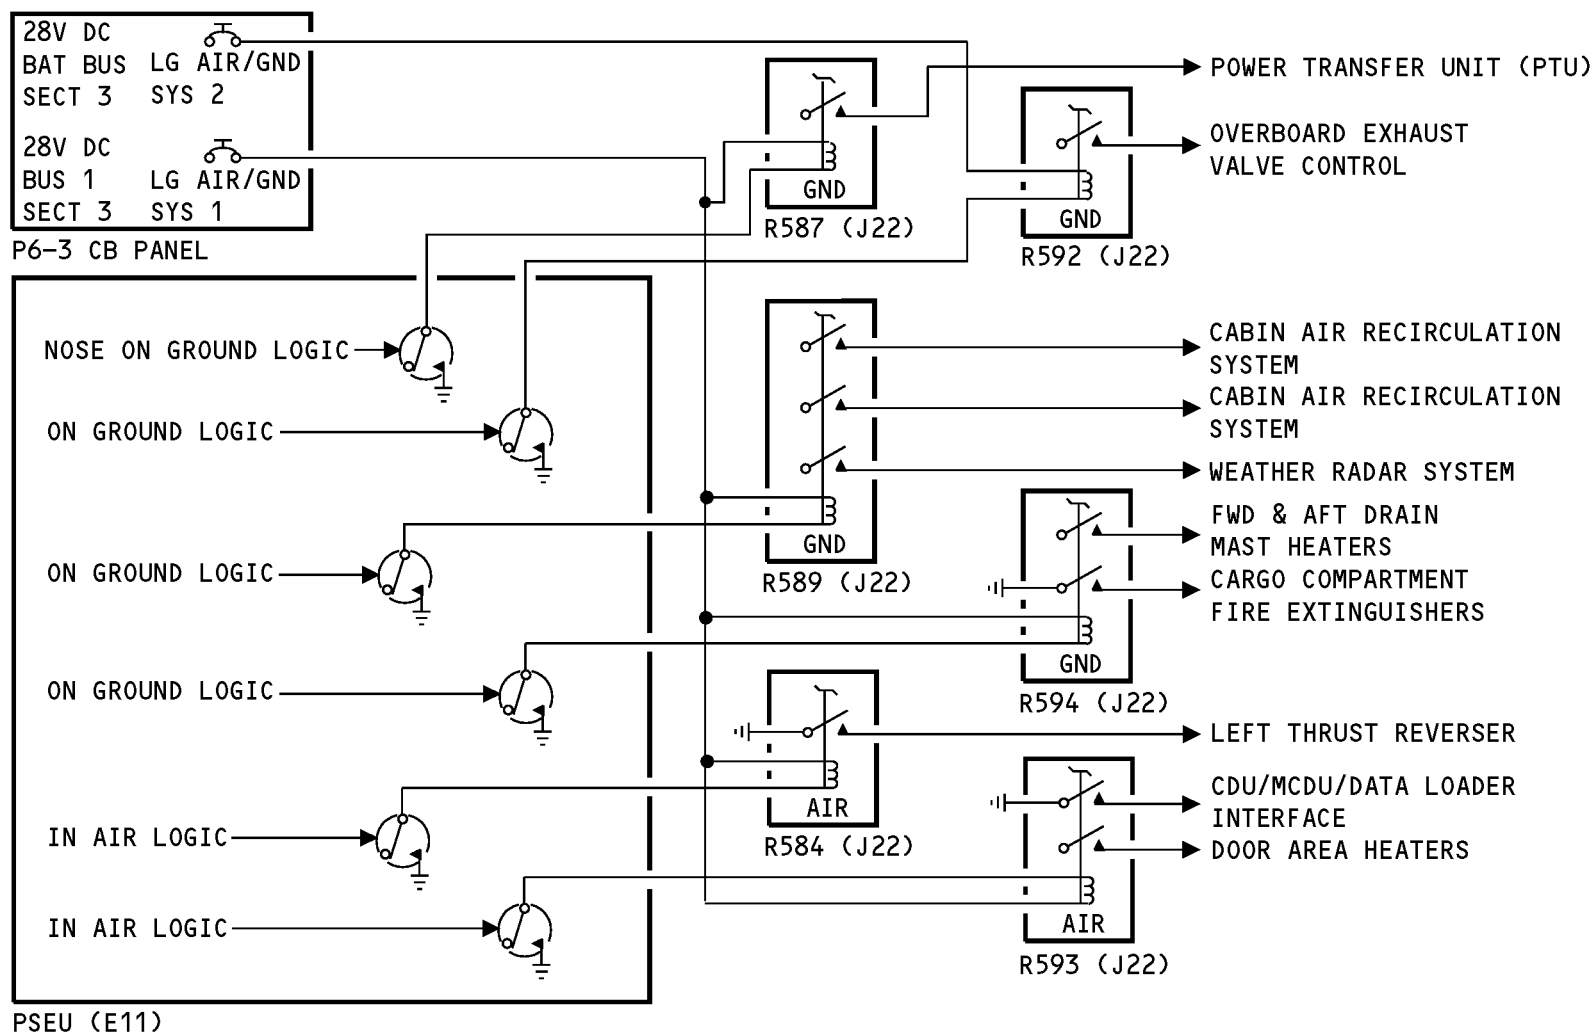 28V DC
BAT BUS LG AIR/GND
SECT 3 SYS 2
28V DC
BUS 1 LG AIR/GND
SECT 3 SYS 1
P6-3 CB PANEL
GND
R587 (J22)
POWER TRANSFER UNIT (PTU)
OVERBOARD EXHAUST
VALVE CONTROL
GND
R592 (J22)
NOSE ON GROUND LOGIC
ON GROUND LOGIC
ON GROUND LOGIC
ON GROUND LOGIC
IN AIR LOGIC
IN AIR LOGIC
PSEU (E11)
CABIN AIR RECIRCULATION
SYSTEM
CABIN AIR RECIRCULATION
SYSTEM
WEATHER RADAR SYSTEM
GND
R589 (J22)
FWD & AFT DRAIN
MAST HEATERS
CARGO COMPARTMENT
FIRE EXTINGUISHERS
GND
R594 (J22)
LEFT THRUST REVERSER
AIR
R584 (J22)
CDU/MCDU/DATA LOADER
INTERFACE
DOOR AREA HEATERS
AIR
R593 (J22)